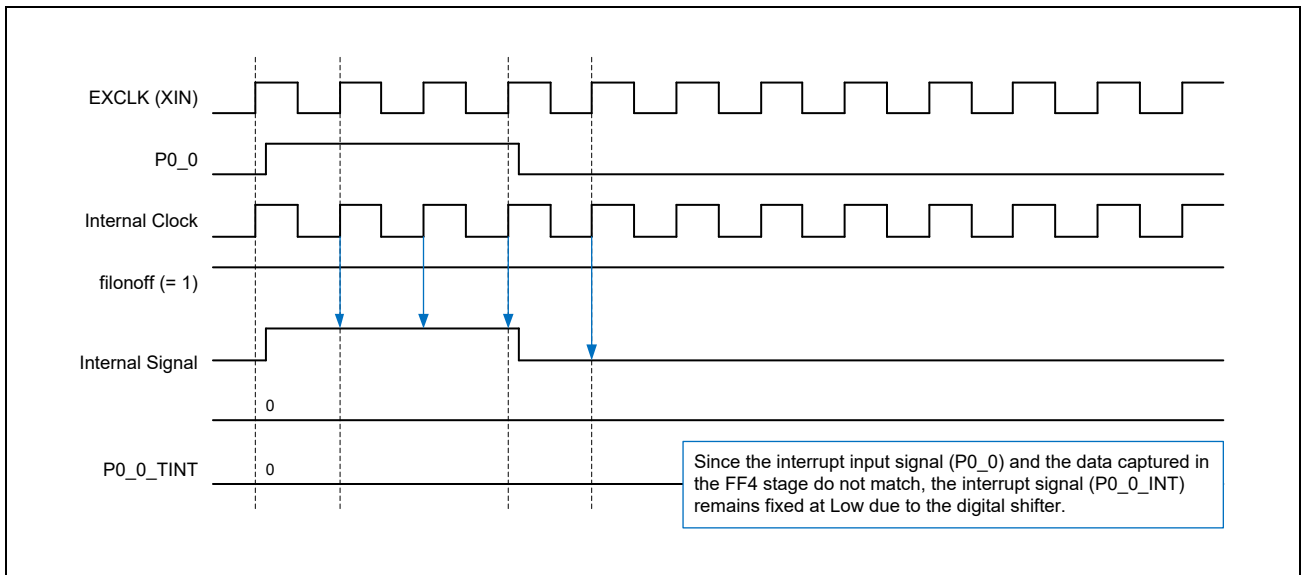 EXCLK (XIN)
P0_0
Internal Clock
filonoff (= 1)
Internal Signal
0
P0_0_TINT
0
Since the interrupt input signal (P0_0) and the data captured in
the FF4 stage do not match, the interrupt signal (P0_0_INT)
remains fixed at Low due to the digital shifter.